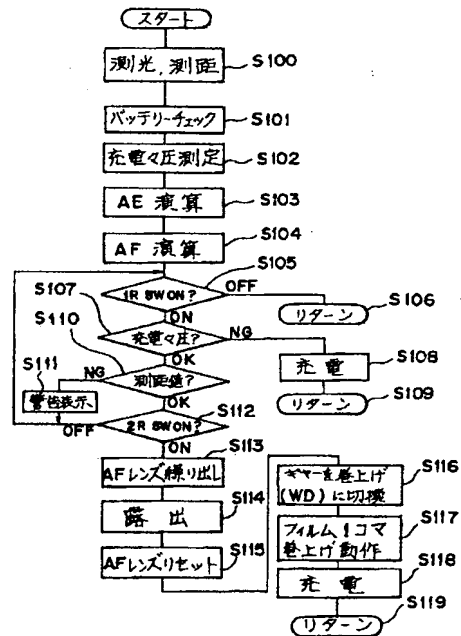 スタート
測光,測距 S100
バッテリーチェック S101
充電々圧測定 S102
AE 演算 S103
AF 演算 S104
S105
1R SWON? OFF
リターン S106
ON
S107
充電々圧? NG
充電 S108
リターン S109
OK
S110
測距値? NG
S111
警告表示
OK
S112
2R SWON? OFF
ON
S113
AFレンズ繰り出し
S114
露出
S115
AFレンズリセット
S116
ギヤーを巻上げ
(WD)に切換
S117
フィルム1コマ
巻上げ動作
S118
充電
S119
リターン